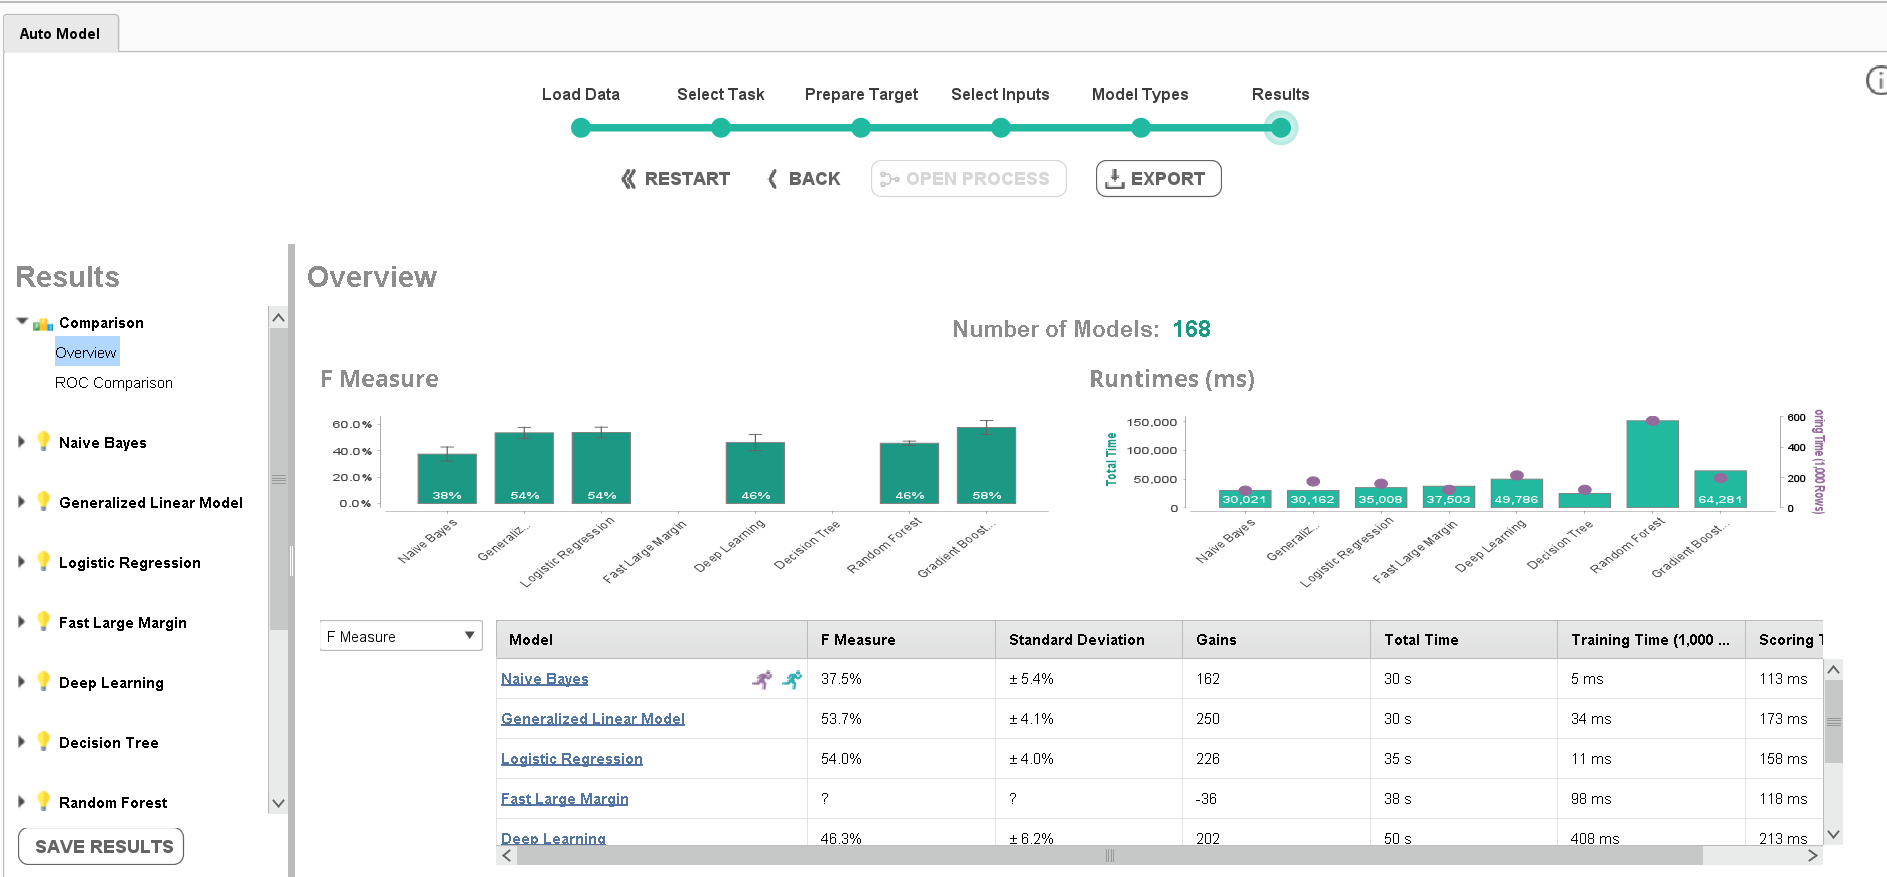 Auto Model
Load Data Select Task Prepare Target Select Inputs Model Types Results
RESTART BACK OPEN PROCESS EXPORT
Results
Comparison
Overview
ROC Comparison
Naive Bayes
Generalized Linear Model
Logistic Regression
Fast Large Margin
Deep Learning
Decision Tree
Random Forest
SAVE RESULTS
Overview
Number of Models: 168
F Measure
60.0%
40.0%
20.0%
0.0%
38% 54% 54% 46% 46% 58%
Naive Bayes Generaliz... Logistic Regression Fast Large Margin Deep Learning Decision Tree Random Forest Gradient Boost...
Runtimes (ms)
Total Time
150,000
100,000
50,000
0
30,021 30,162 35,008 37,503 49,786 64,281
600
400
200
0
oring Time (1,000 Rows)
Naive Bayes Generaliz... Logistic Regression Fast Large Margin Deep Learning Decision Tree Random Forest Gradient Boost...
F Measure
Model F Measure Standard Deviation Gains Total Time Training Time (1,000 ... Scoring T
Naive Bayes 37.5% ± 5.4% 162 30 s 5 ms 113 ms
Generalized Linear Model 53.7% ± 4.1% 250 30 s 34 ms 173 ms
Logistic Regression 54.0% ± 4.0% 226 35 s 11 ms 158 ms
Fast Large Margin ? ? -36 38 s 98 ms 118 ms
Deep Learning 46.3% ± 6.2% 202 50 s 408 ms 213 ms